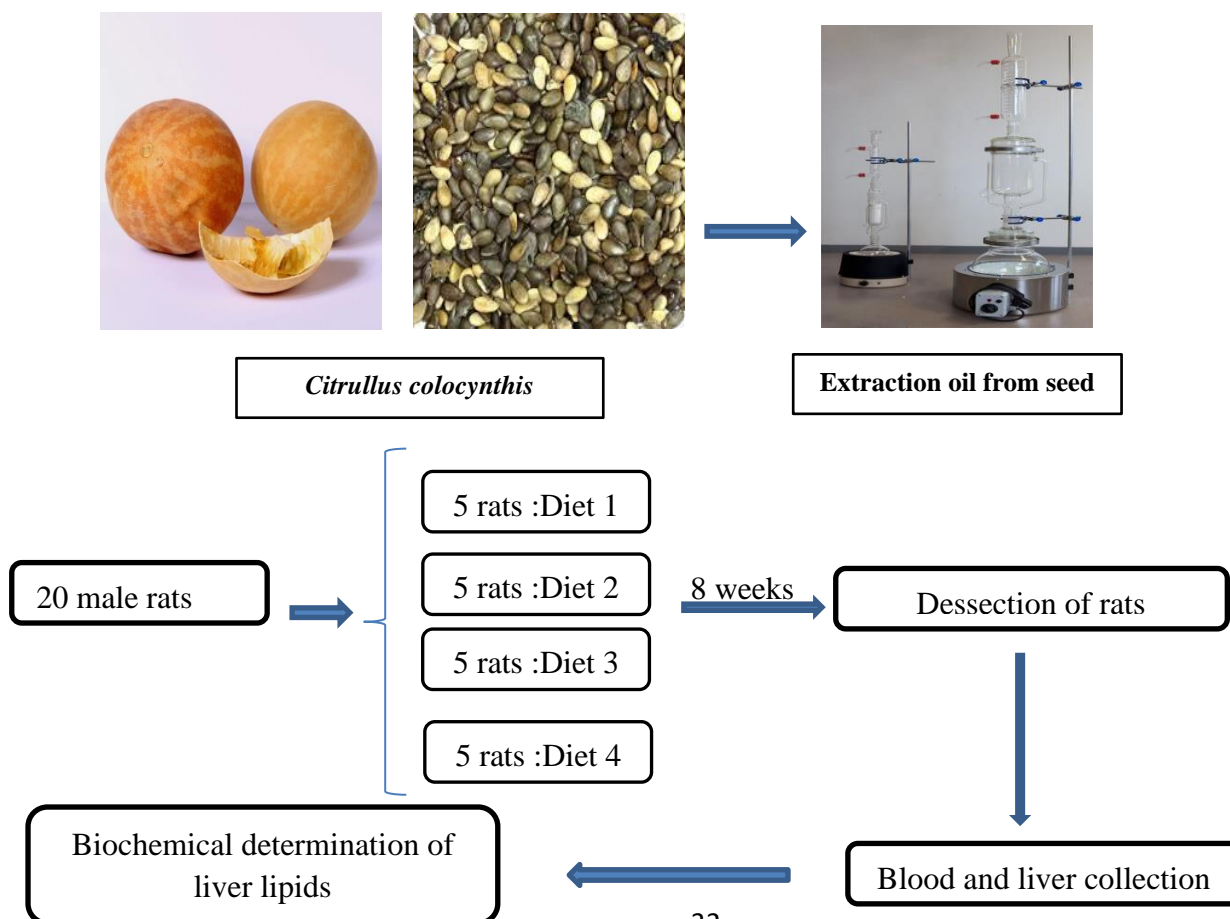 Citrullus colocynthis
Extraction oil from seed
5 rats :Diet 1
5 rats :Diet 2
5 rats :Diet 3
5 rats :Diet 4
20 male rats
8 weeks
Dessection of rats
Blood and liver collection
Biochemical determination of
liver lipids